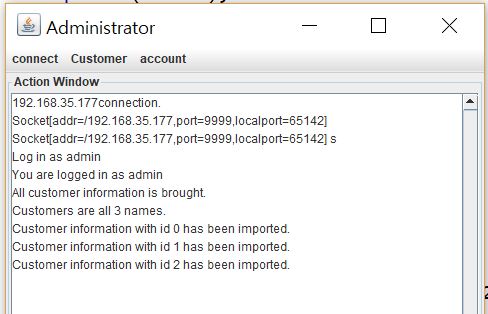 Administrator
connect Customer account
Action Window
192.168.35.177connection.
Socket[addr=/192.168.35.177,port=9999,localport=65142]
Socket[addr=/192.168.35.177,port=9999,localport=65142] s
Log in as admin
You are logged in as admin
All customer information is brought.
Customers are all 3 names.
Customer information with id 0 has been imported.
Customer information with id 1 has been imported.
Customer information with id 2 has been imported.